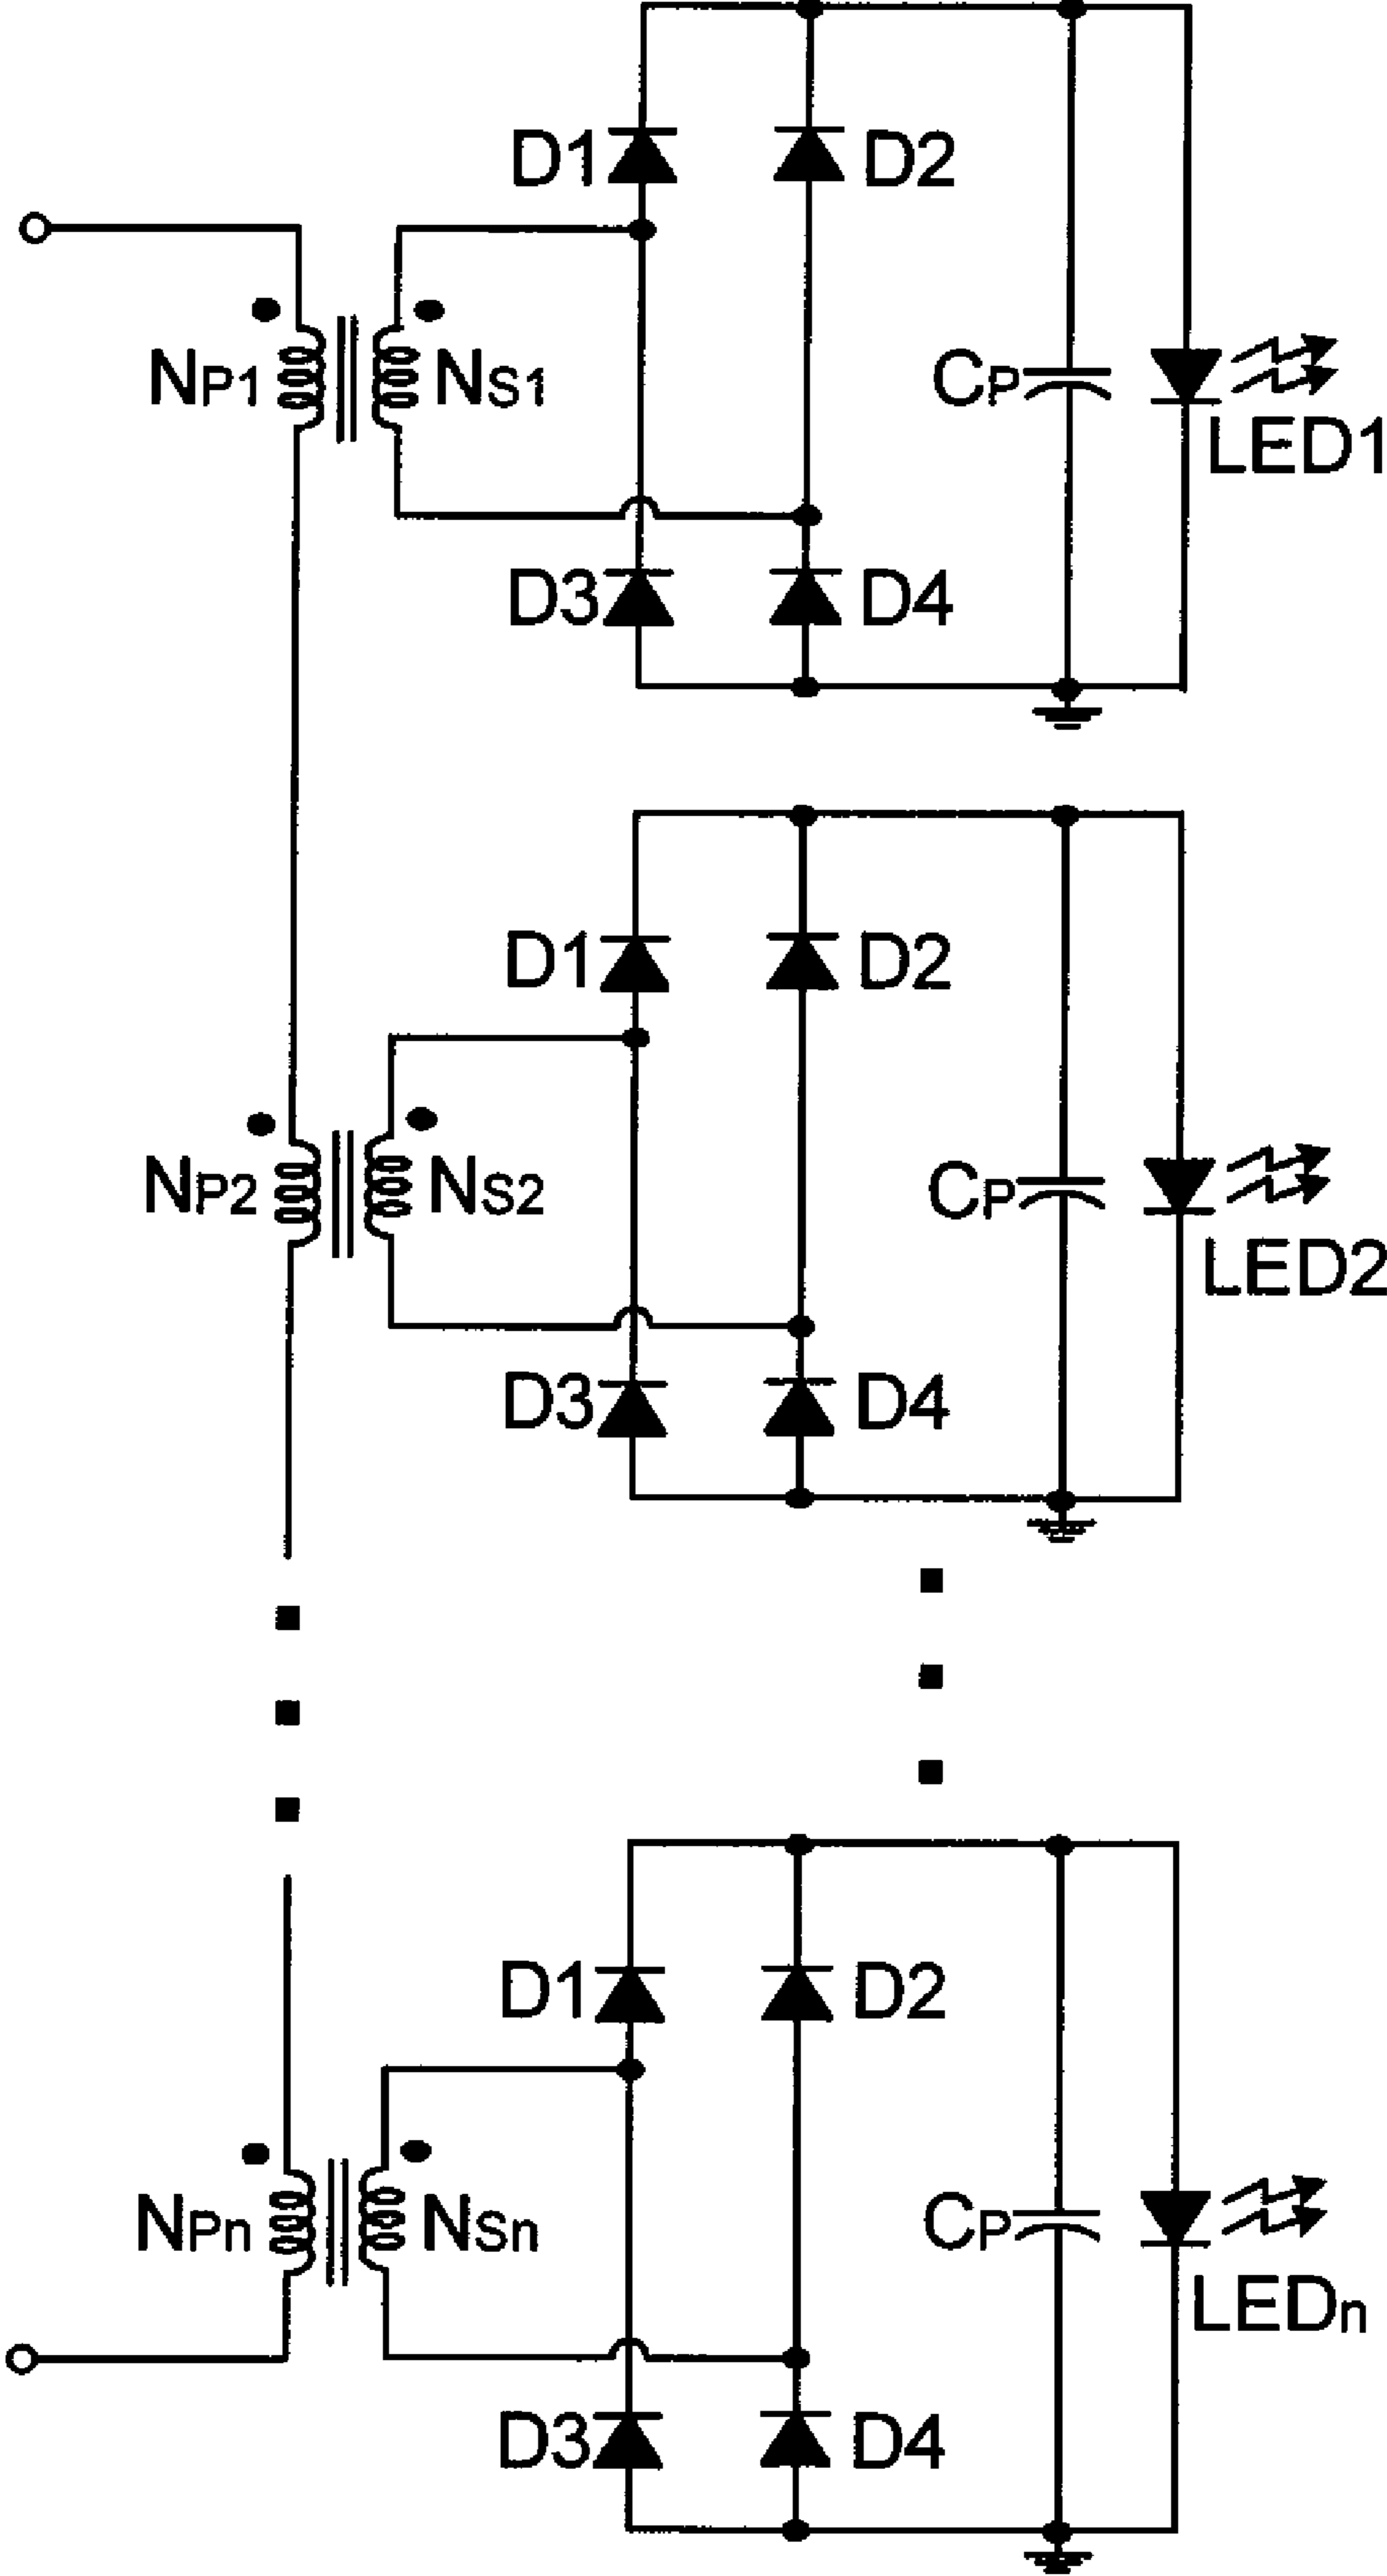 D1 D2
NP1 NS1 CP
LED1
D3 D4
D1 D2
NP2 NS2 CP
LED2
D3 D4
D1 D2
NPn NSn CP
LEDn
D3 D4